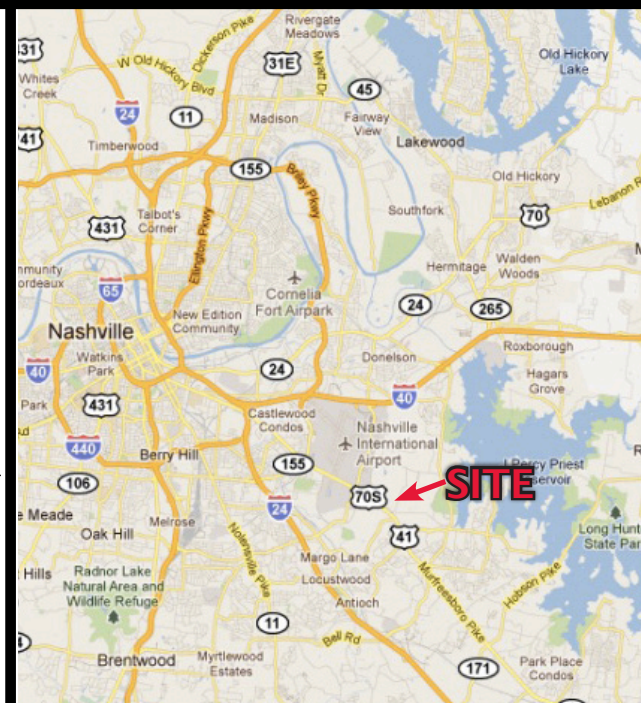 Rivergate
Meadows
431
Dickerson Pike
W Old Hickory Blvd
31E
Myatt Dr
Old Hickory
Lake
Whites
Creek
24
11
45
41
Madison
Fairway
View
Lakewood
Timberwood
155
Briley Pkwy
Old Hickory
Lebanon
Talbot's
Corner
Ellington Pkwy
Southfork
70
431
Hermitage
Walden
Woods
65
Cornelia
Fort Airpark
24
265
New Edition
Community
Nashville
Roxborough
Watkins
Park
Donelson
40
24
Hagars
Grove
40
Park
431
Castlewood
Condos
Nashville
International
Airport
440
Berry Hill
155
Percy Priest
SITE
106
70S
24
Melrose
Meade
41
Long Hunt
State Par
Oak Hill
Nolensville Pike
Margo Lane
Hobson Pike
Hills
Radnor Lake
Natural Area and
Wildlife Refuge
Locustwood
Murfreesboro Pike
Antioch
11
Bell Rd
Brentwood
Myrtlewood
Estates
171
Park Place
Condos